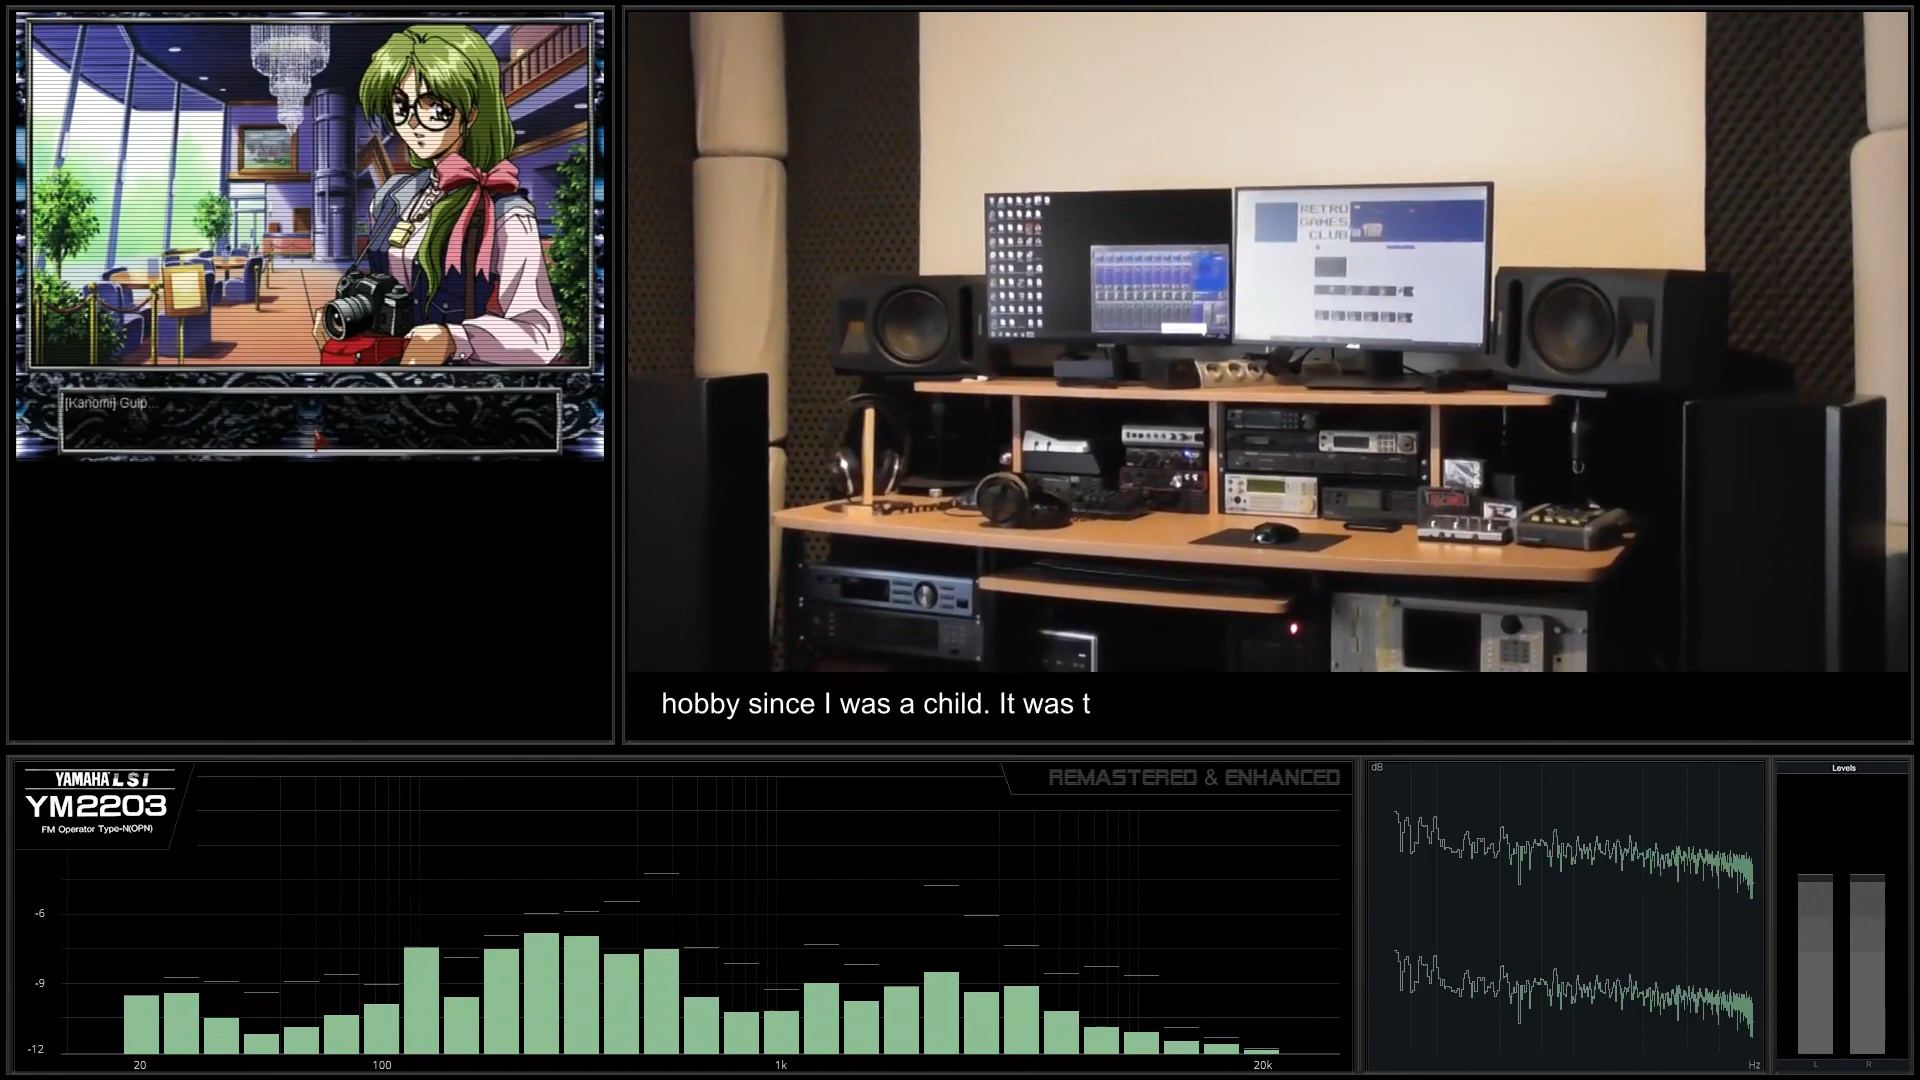 [Kanomi] Gulp...
RETRO
GAMES
CLUB
hobby since I was a child. It was t
YAMAHA LSI
YM2203
FM Operator Type-N(OPN)
REMASTERED & ENHANCED
-6
-9
-12
20
100
1k
20k
dB
Hz
Levels
L
R